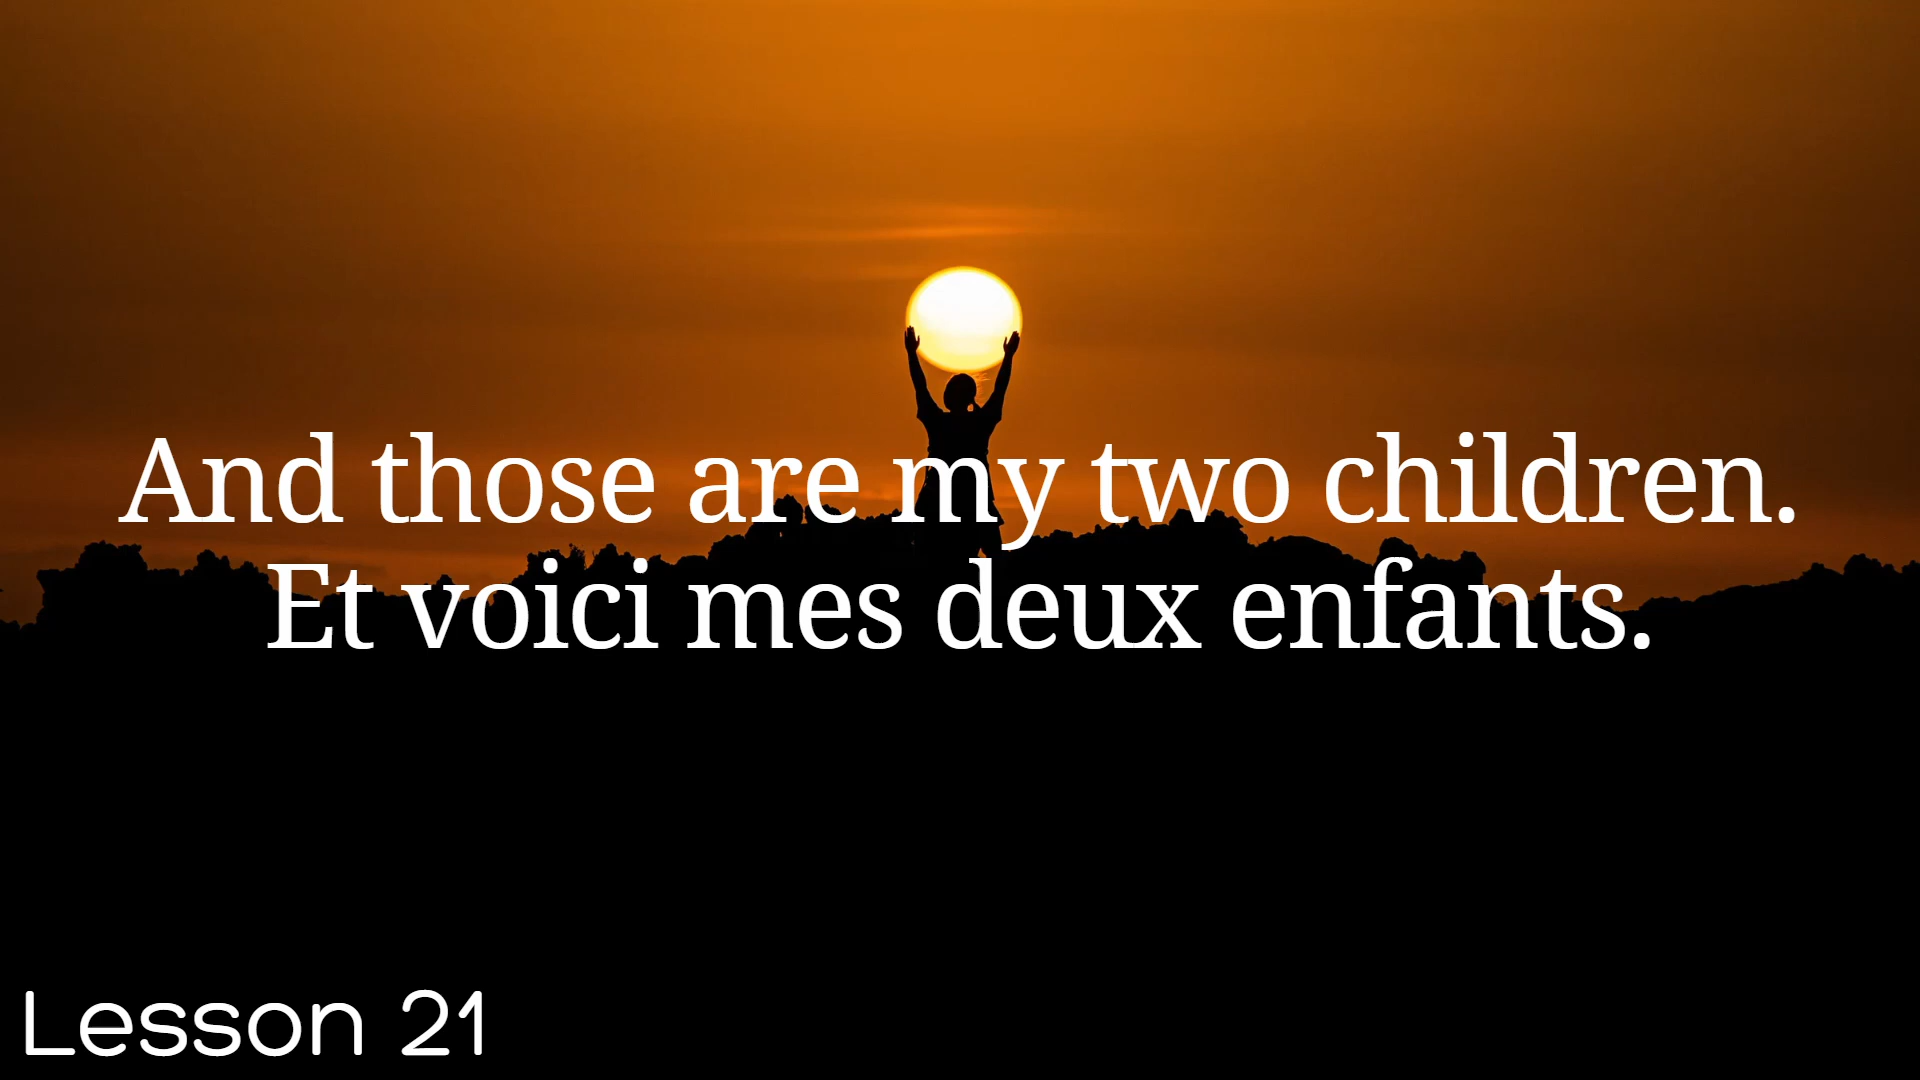 And those are my two children.
Et voici mes deux enfants.
Lesson 21